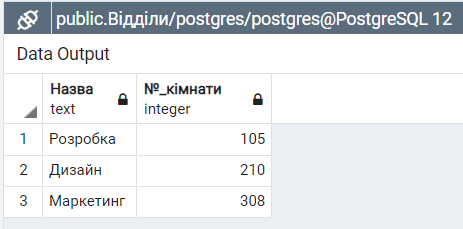 public.Відділи/postgres/postgres@PostgreSQL 12
Data Output
Назва №_кімнати
text integer
1 Розробка 105
2 Дизайн 210
3 Маркетинг 308